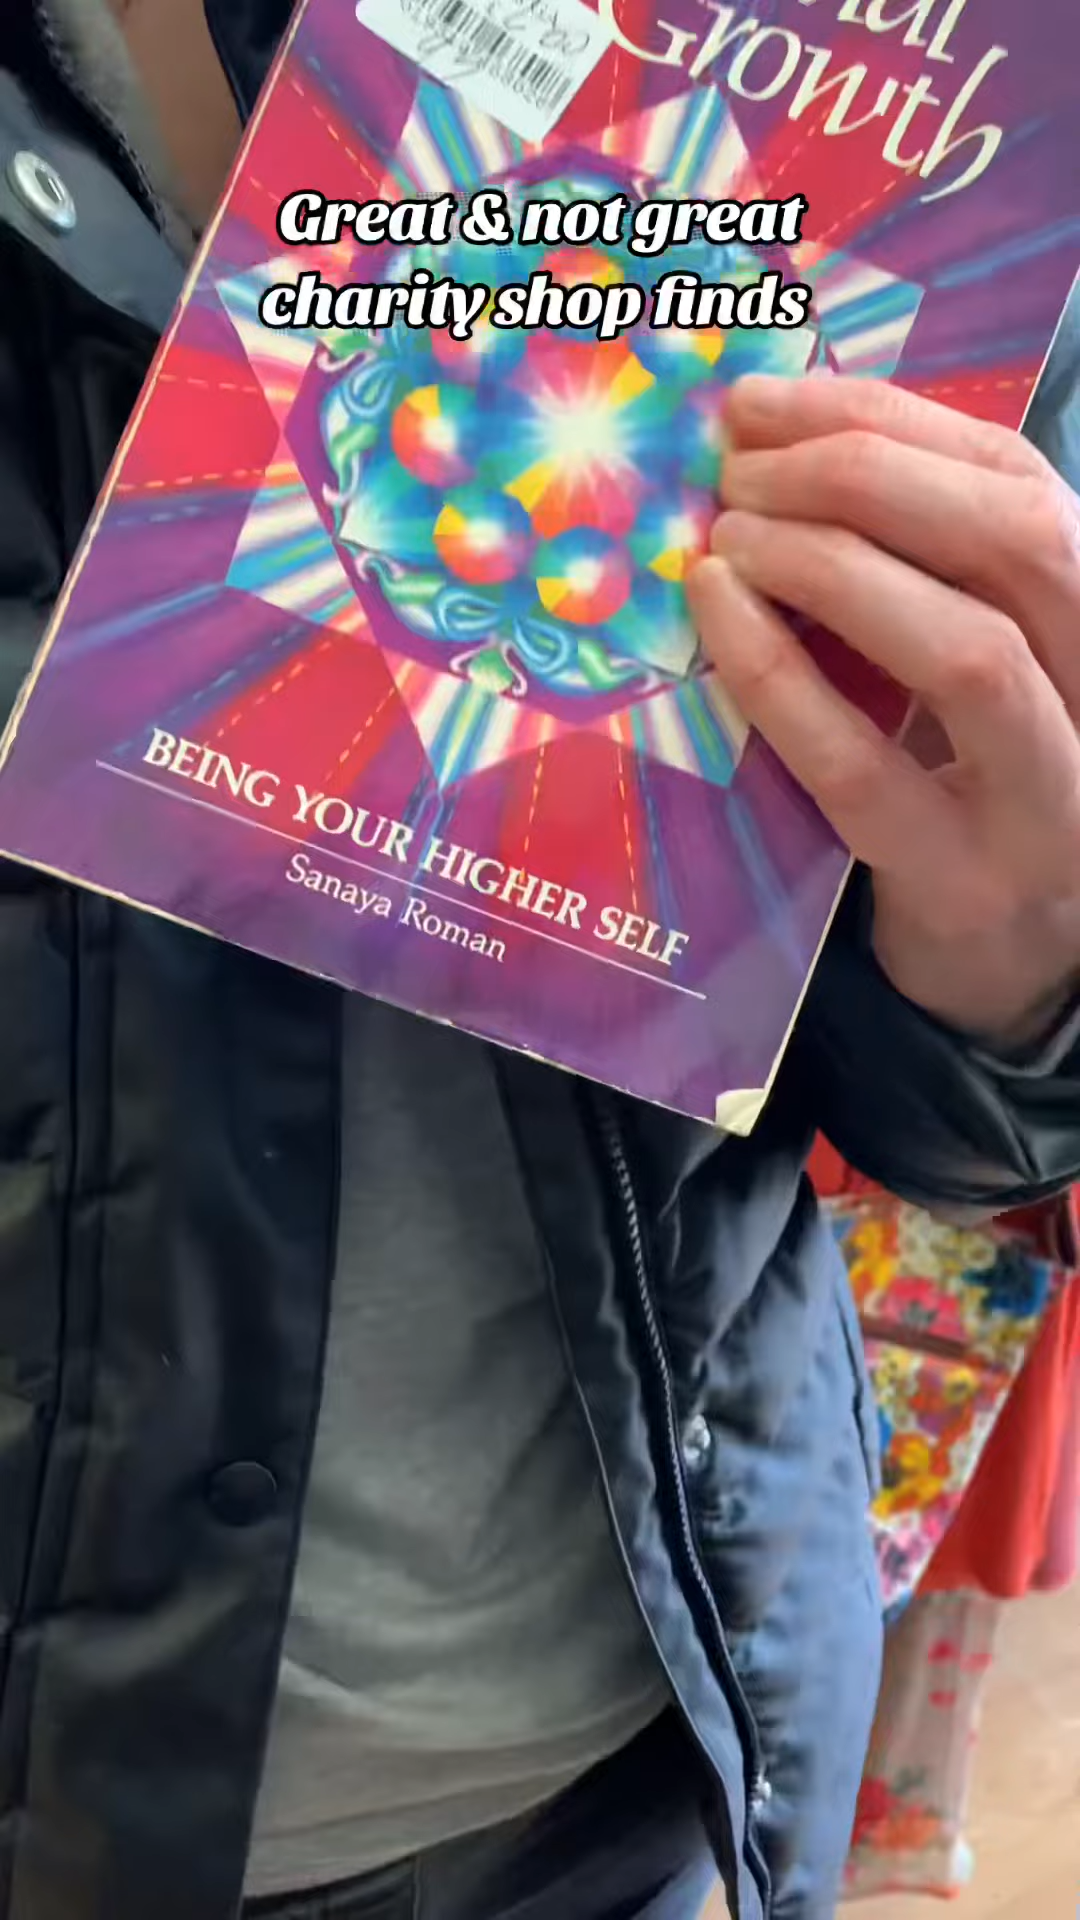 Growth
Great & not great
charity shop finds
BEING YOUR HIGHER SELF
Sanaya Roman